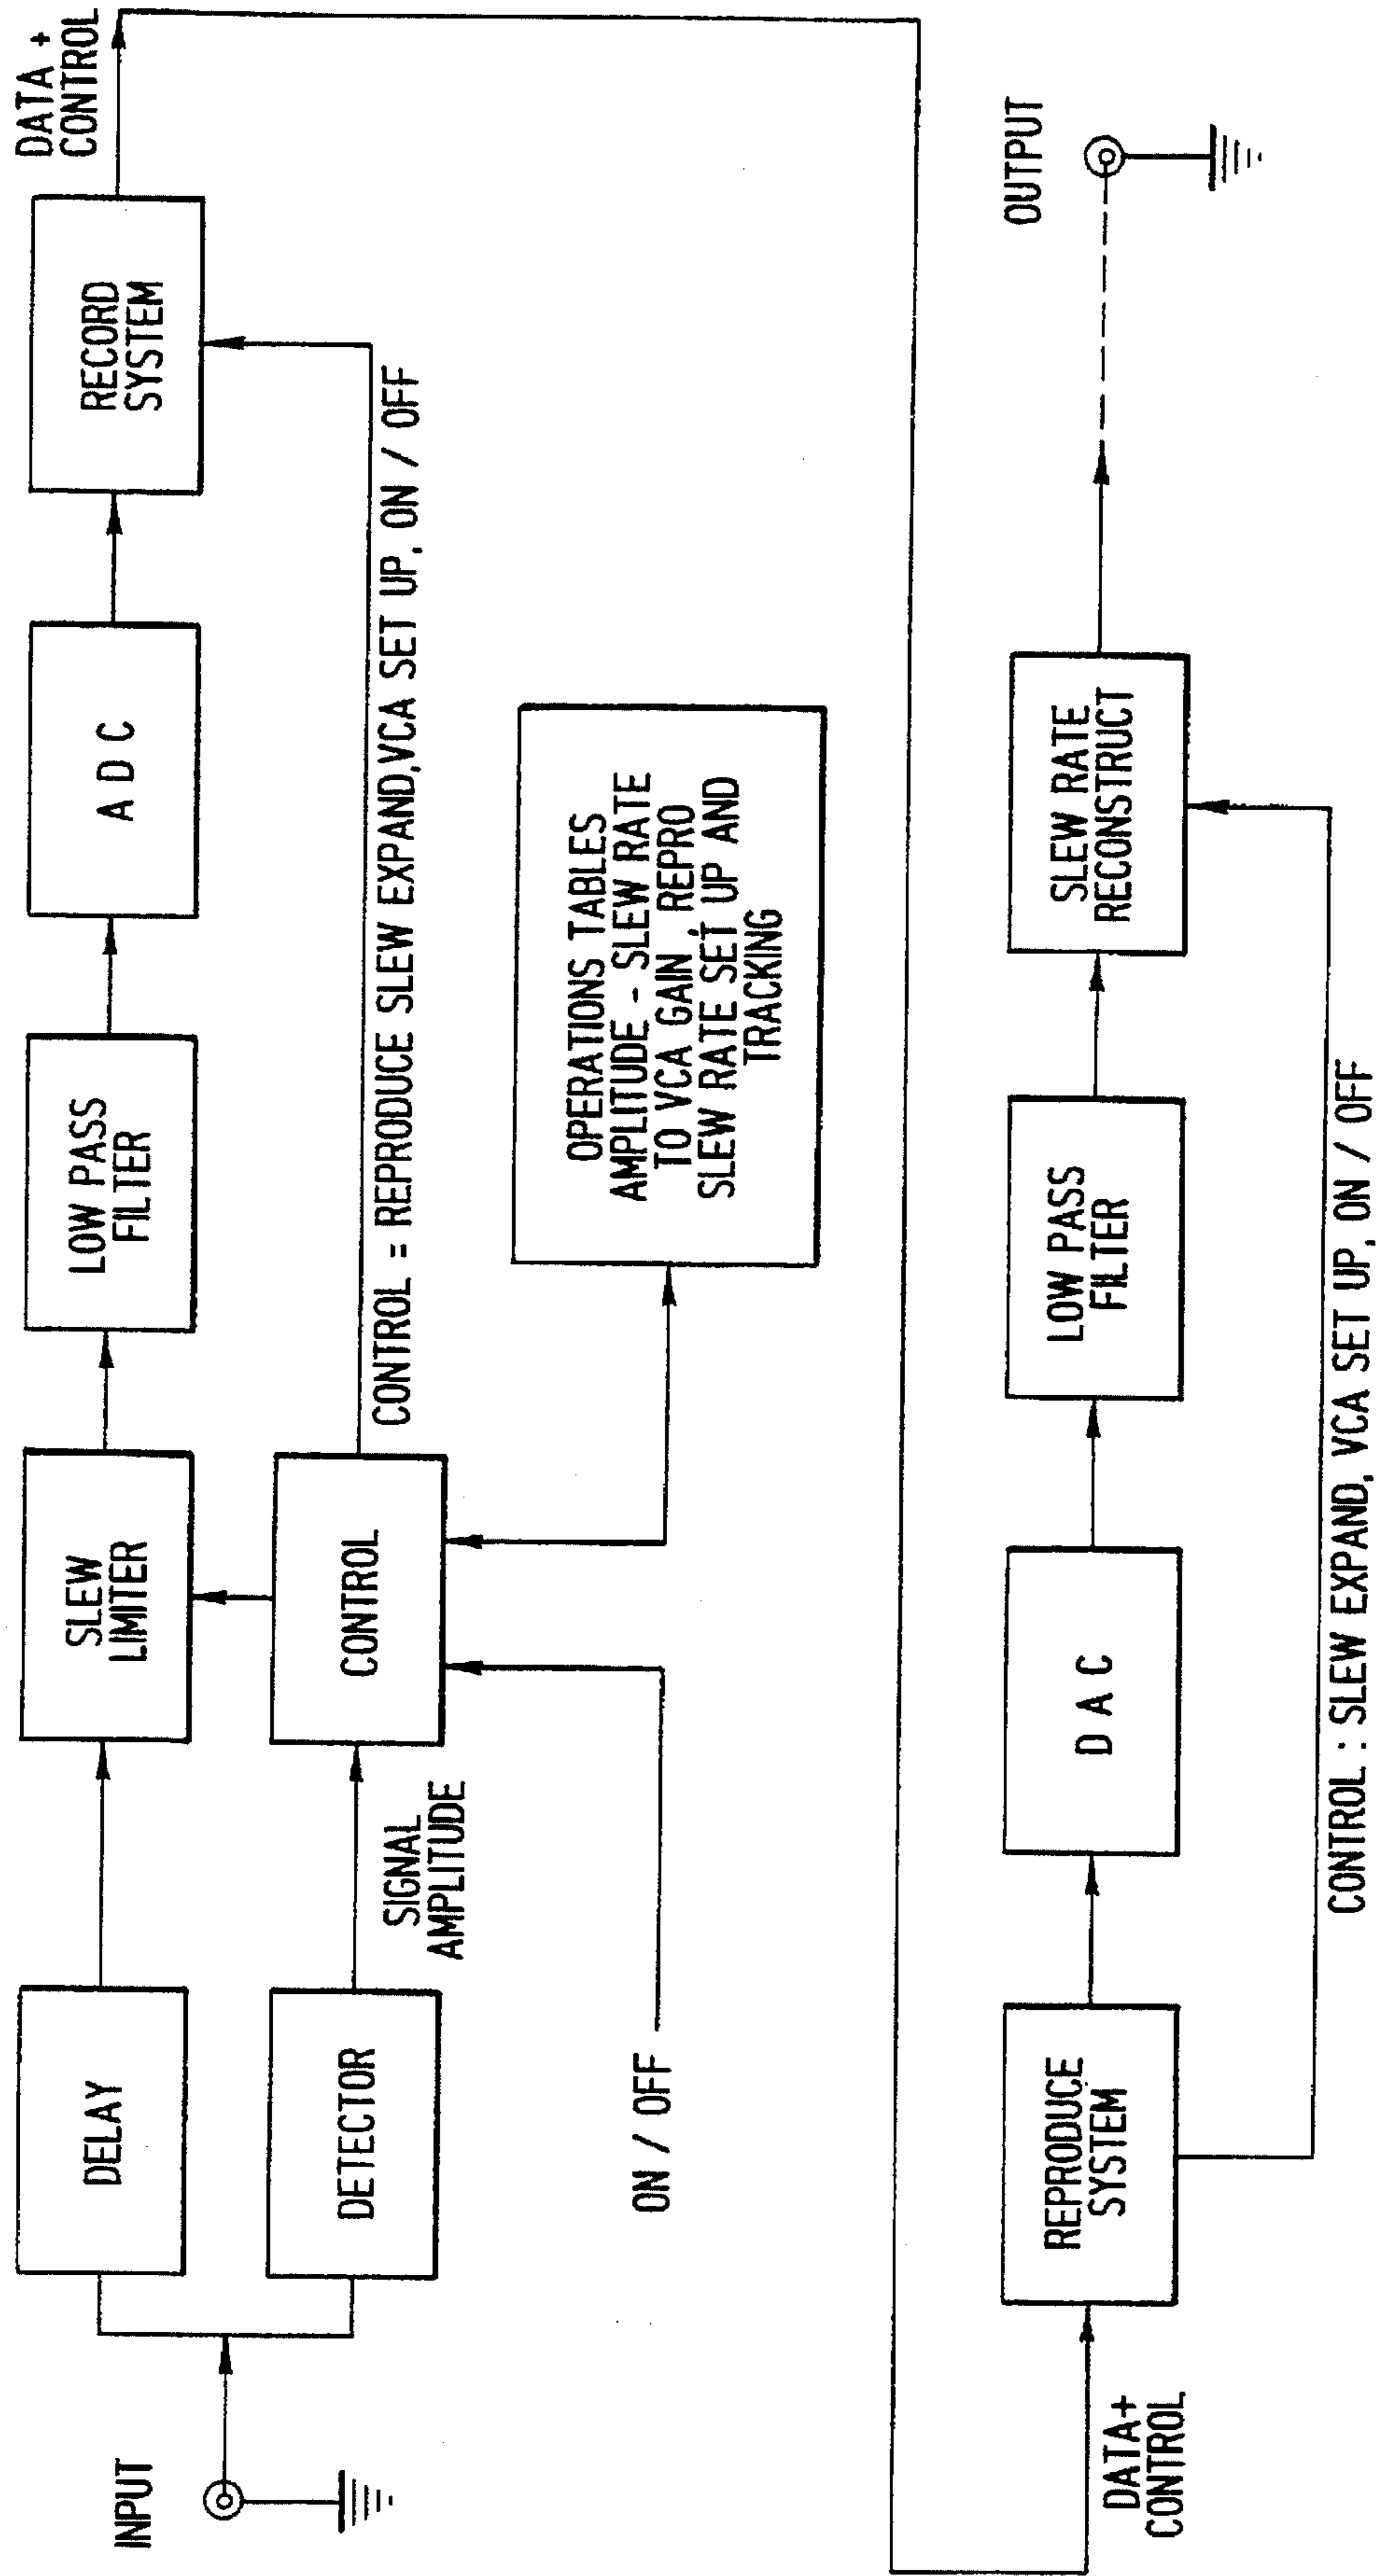 INPUT
DELAY
SLEW
LIMITER
LOW PASS
FILTER
A D C
RECORD
SYSTEM
DATA +
CONTROL
DETECTOR
SIGNAL
AMPLITUDE
CONTROL
CONTROL = REPRODUCE SLEW EXPAND, VCA SET UP, ON / OFF
ON / OFF
OPERATIONS TABLES
AMPLITUDE - SLEW RATE
TO VCA GAIN, REPRO
SLEW RATE SET UP AND
TRACKING
DATA+
CONTROL
REPRODUCE
SYSTEM
D A C
LOW PASS
FILTER
SLEW RATE
RECONSTRUCT
OUTPUT
CONTROL : SLEW EXPAND, VCA SET UP, ON / OFF